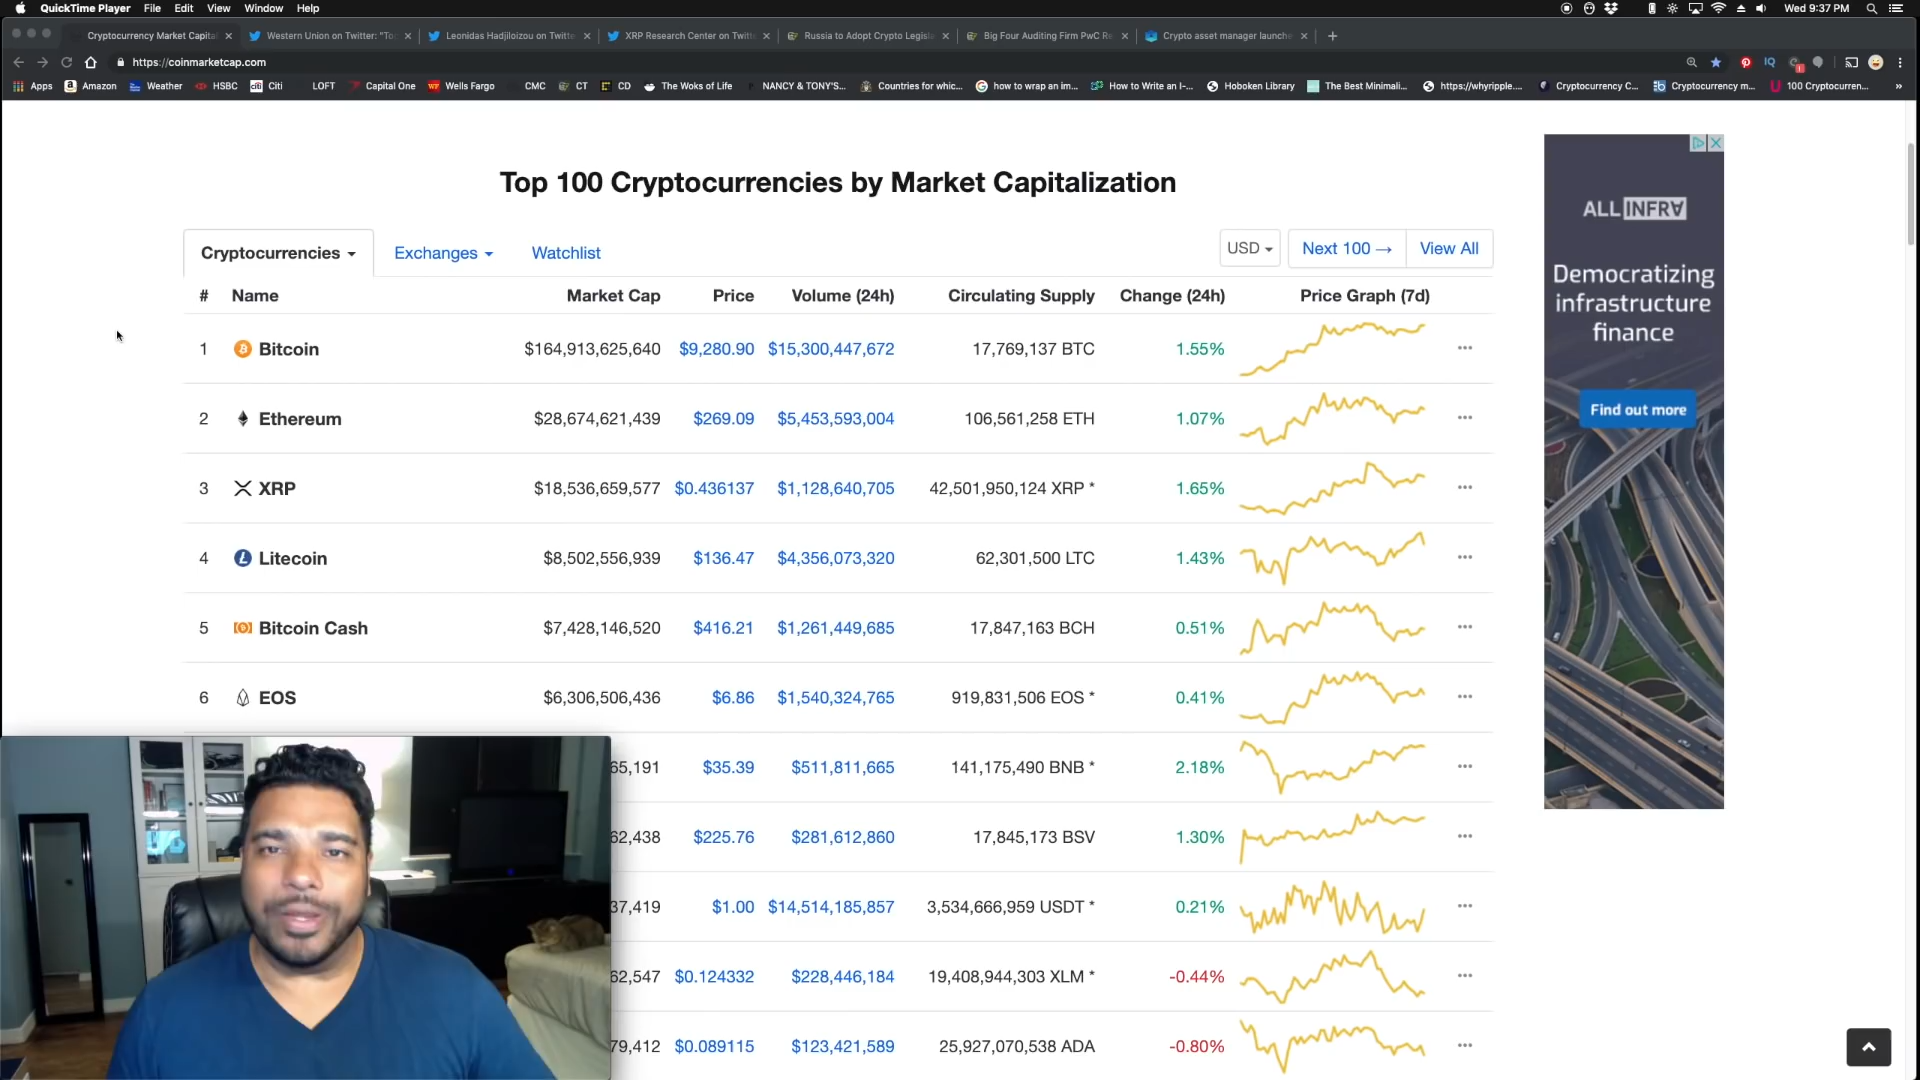 QuickTime Player File Edit View Window Help Wed 9:37 PM
Cryptocurrency Market Capital Western Union on Twitter: "To Leonidas Hadjiloizou on Twitte XRP Research Center on Twitt Russia to Adopt Crypto Legisl Big Four Auditing Firm PwC Re Crypto asset manager launche
https://coinmarketcap.com
Apps Amazon Weather HSBC Citi LOFT Capital One Wells Fargo CMC CT CD The Woks of Life NANCY & TONY'S... Countries for whic... how to wrap an im... How to Write an I-... Hoboken Library The Best Minimali... https://whyripple.... Cryptocurrency C... Cryptocurrency m... 100 Cryptocurren... »
Top 100 Cryptocurrencies by Market Capitalization
Cryptocurrencies Exchanges Watchlist USD Next 100 → View All
# Name Market Cap Price Volume (24h) Circulating Supply Change (24h) Price Graph (7d)
1 Bitcoin $164,913,625,640 $9,280.90 $15,300,447,672 17,769,137 BTC 1.55%
2 Ethereum $28,674,621,439 $269.09 $5,453,593,004 106,561,258 ETH 1.07%
3 XRP $18,536,659,577 $0.436137 $1,128,640,705 42,501,950,124 XRP * 1.65%
4 Litecoin $8,502,556,939 $136.47 $4,356,073,320 62,301,500 LTC 1.43%
5 Bitcoin Cash $7,428,146,520 $416.21 $1,261,449,685 17,847,163 BCH 0.51%
6 EOS $6,306,506,436 $6.86 $1,540,324,765 919,831,506 EOS * 0.41%
65,191 $35.39 $511,811,665 141,175,490 BNB * 2.18%
62,438 $225.76 $281,612,860 17,845,173 BSV 1.30%
37,419 $1.00 $14,514,185,857 3,534,666,959 USDT * 0.21%
62,547 $0.124332 $228,446,184 19,408,944,303 XLM * -0.44%
79,412 $0.089115 $123,421,589 25,927,070,538 ADA -0.80%
ALL INFRA
Democratizing
infrastructure
finance
Find out more